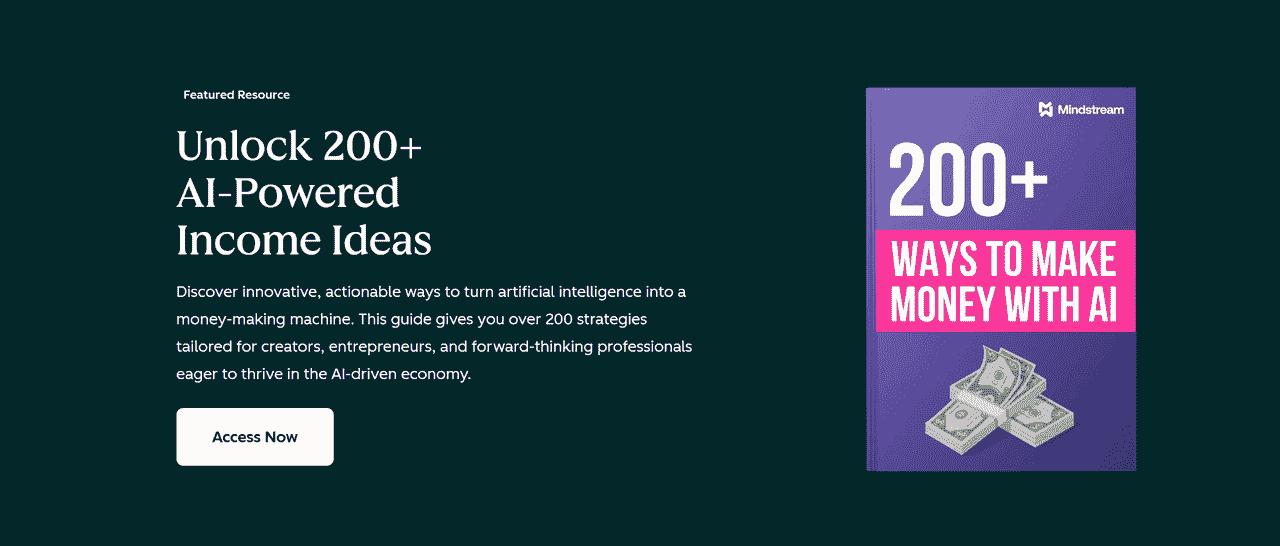 Featured Resource
Unlock 200+
AI-Powered
Income Ideas
Discover innovative, actionable ways to turn artificial intelligence into a
money-making machine. This guide gives you over 200 strategies
tailored for creators, entrepreneurs, and forward-thinking professionals
eager to thrive in the AI-driven economy.
Access Now
Mindstream
200+
WAYS TO MAKE
MONEY WITH AI